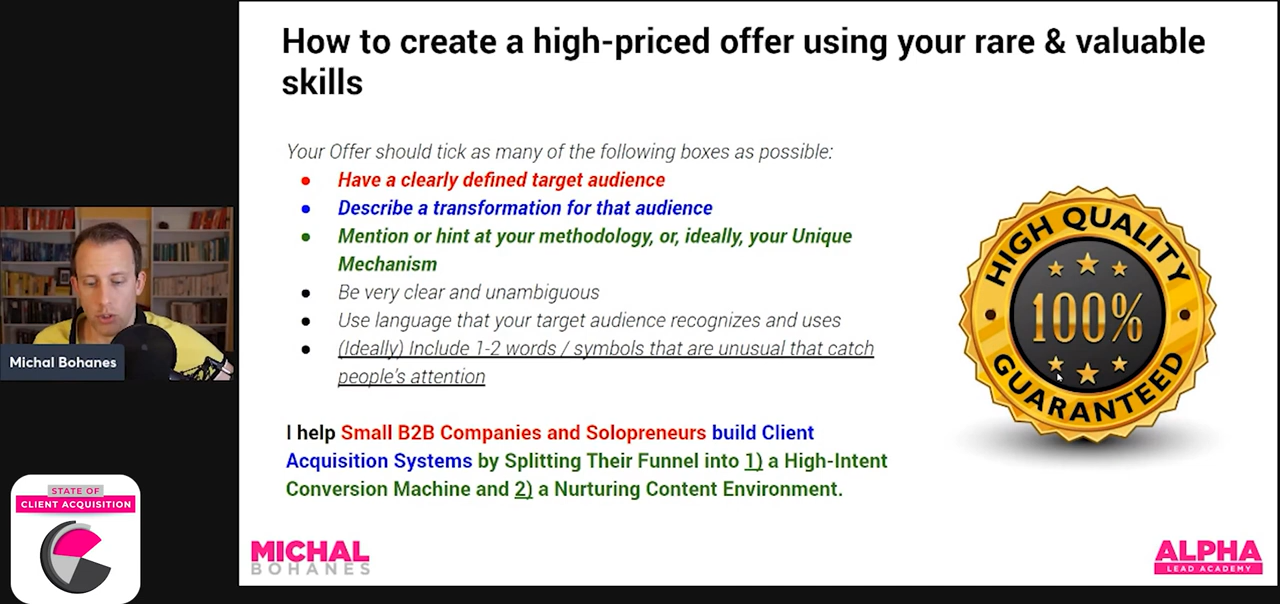 How to create a high-priced offer using your rare & valuable
skills
Your Offer should tick as many of the following boxes as possible:
● Have a clearly defined target audience
● Describe a transformation for that audience
● Mention or hint at your methodology, or, ideally, your Unique
Mechanism
● Be very clear and unambiguous
● Use language that your target audience recognizes and uses
● (Ideally) Include 1-2 words / symbols that are unusual that catch
people's attention
I help Small B2B Companies and Solopreneurs build Client
Acquisition Systems by Splitting Their Funnel into 1) a High-Intent
Conversion Machine and 2) a Nurturing Content Environment.
HIGH QUALITY
100%
GUARANTEED
Michal Bohanes
STATE OF
CLIENT ACQUISITION
MICHAL
BOHANES
ALPHA
LEAD ACADEMY